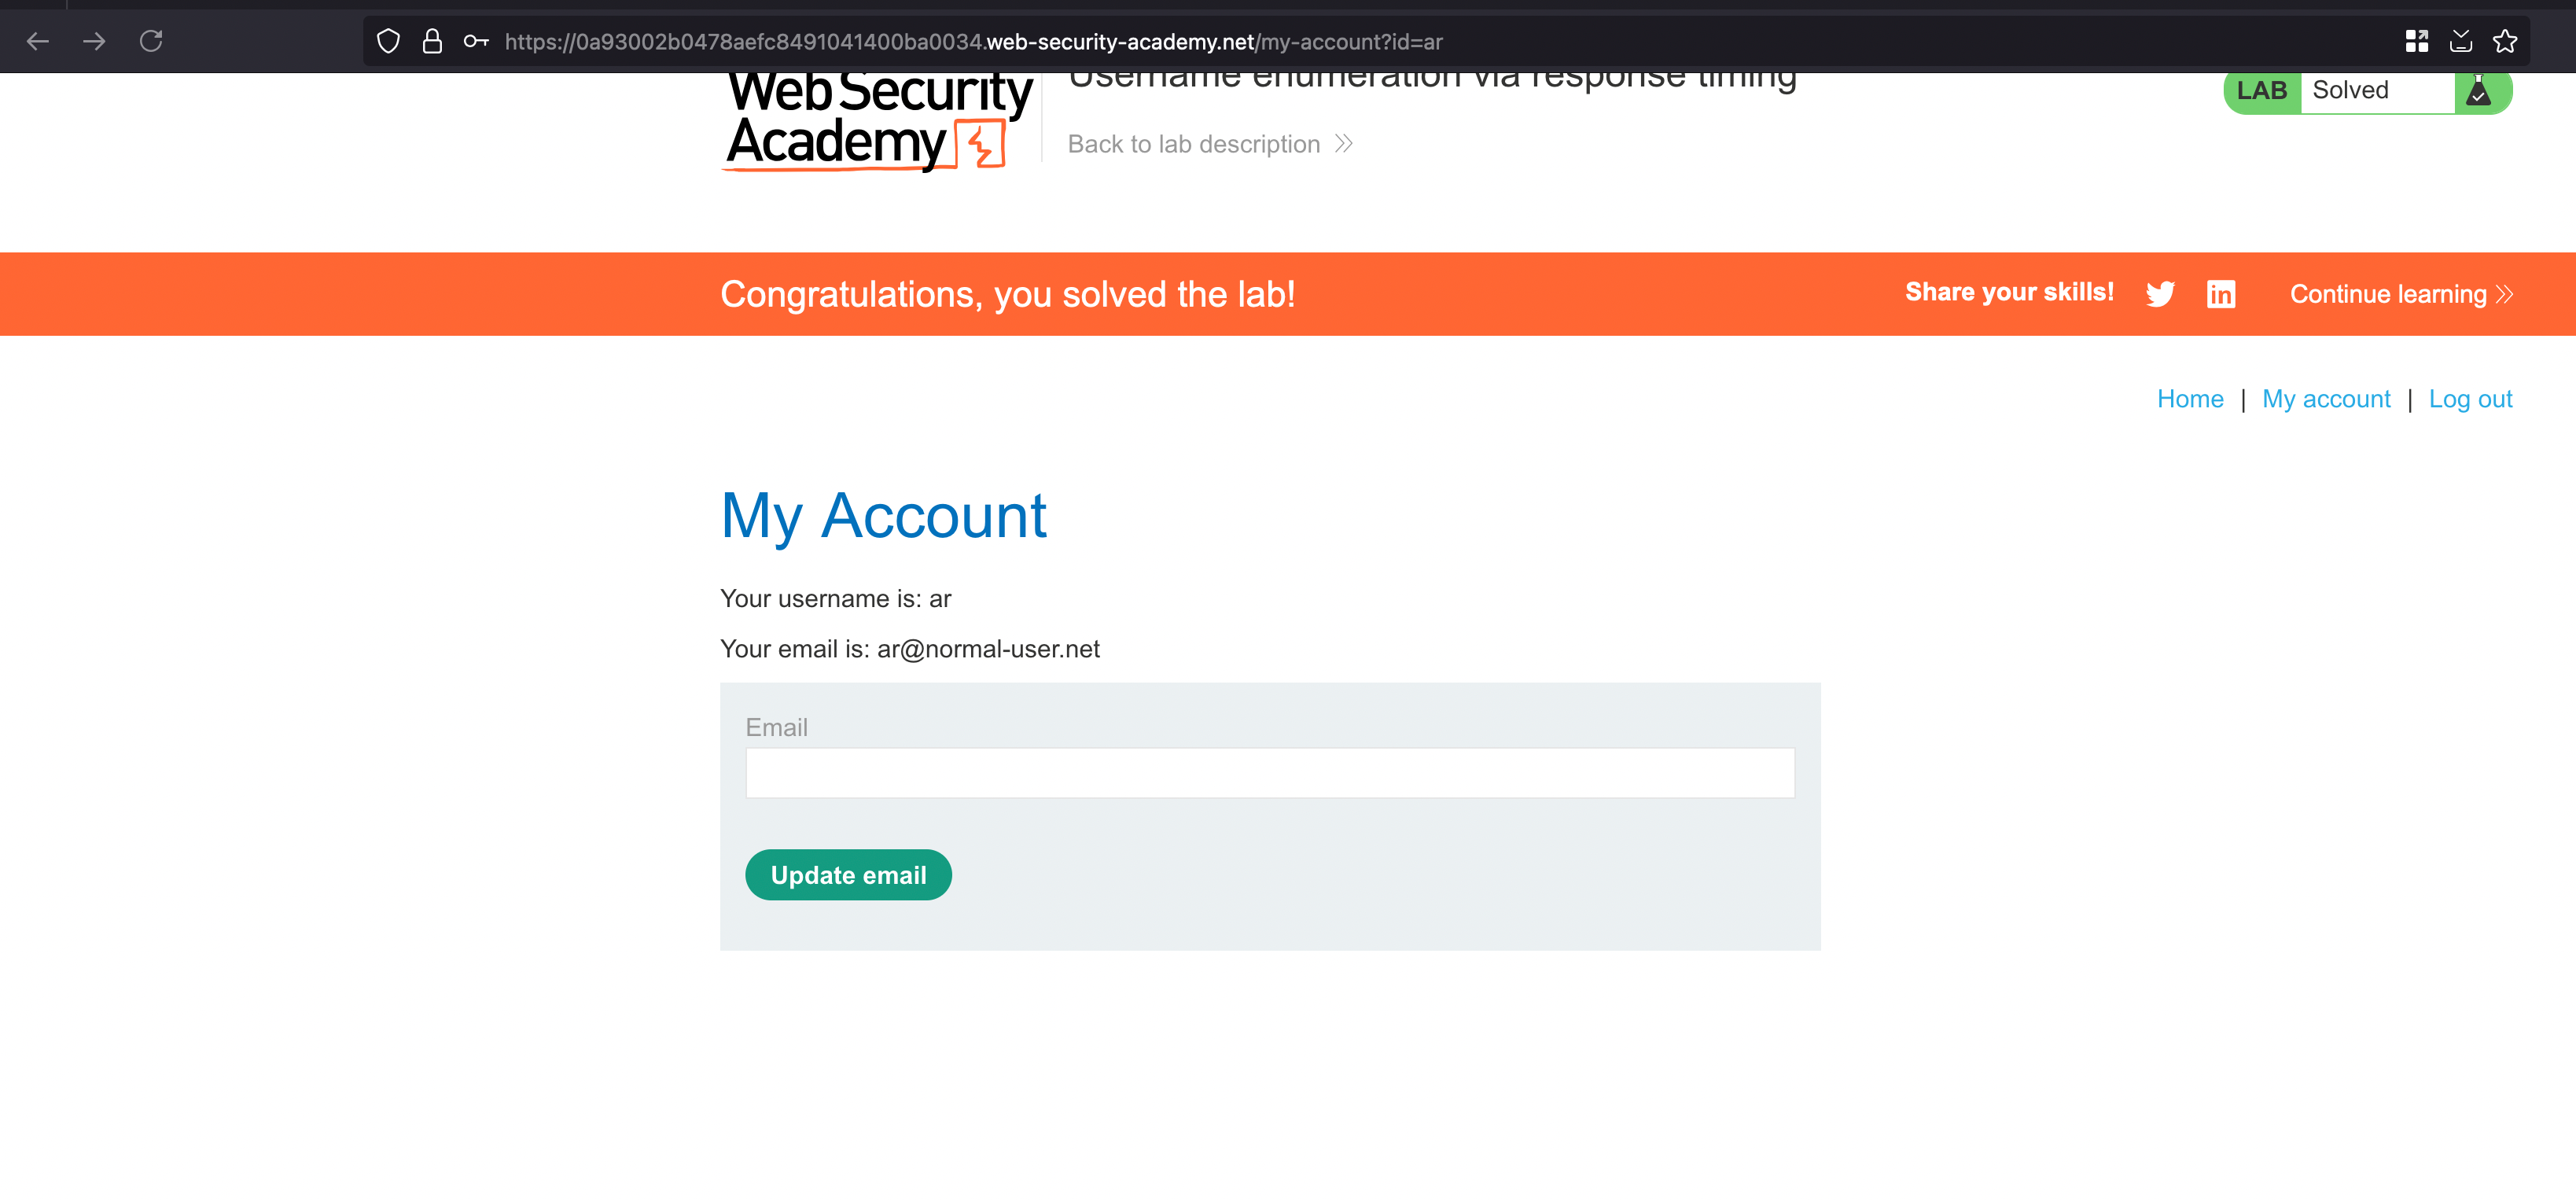 https://0a93002b0478aefc8491041400ba0034.web-security-academy.net/my-account?id=ar
Web Security
Academy
Username enumeration via response timing
Back to lab description
LAB Solved
Congratulations, you solved the lab!
Share your skills!
Continue learning
Home | My account | Log out
My Account
Your username is: ar
Your email is: ar@normal-user.net
Email
Update email